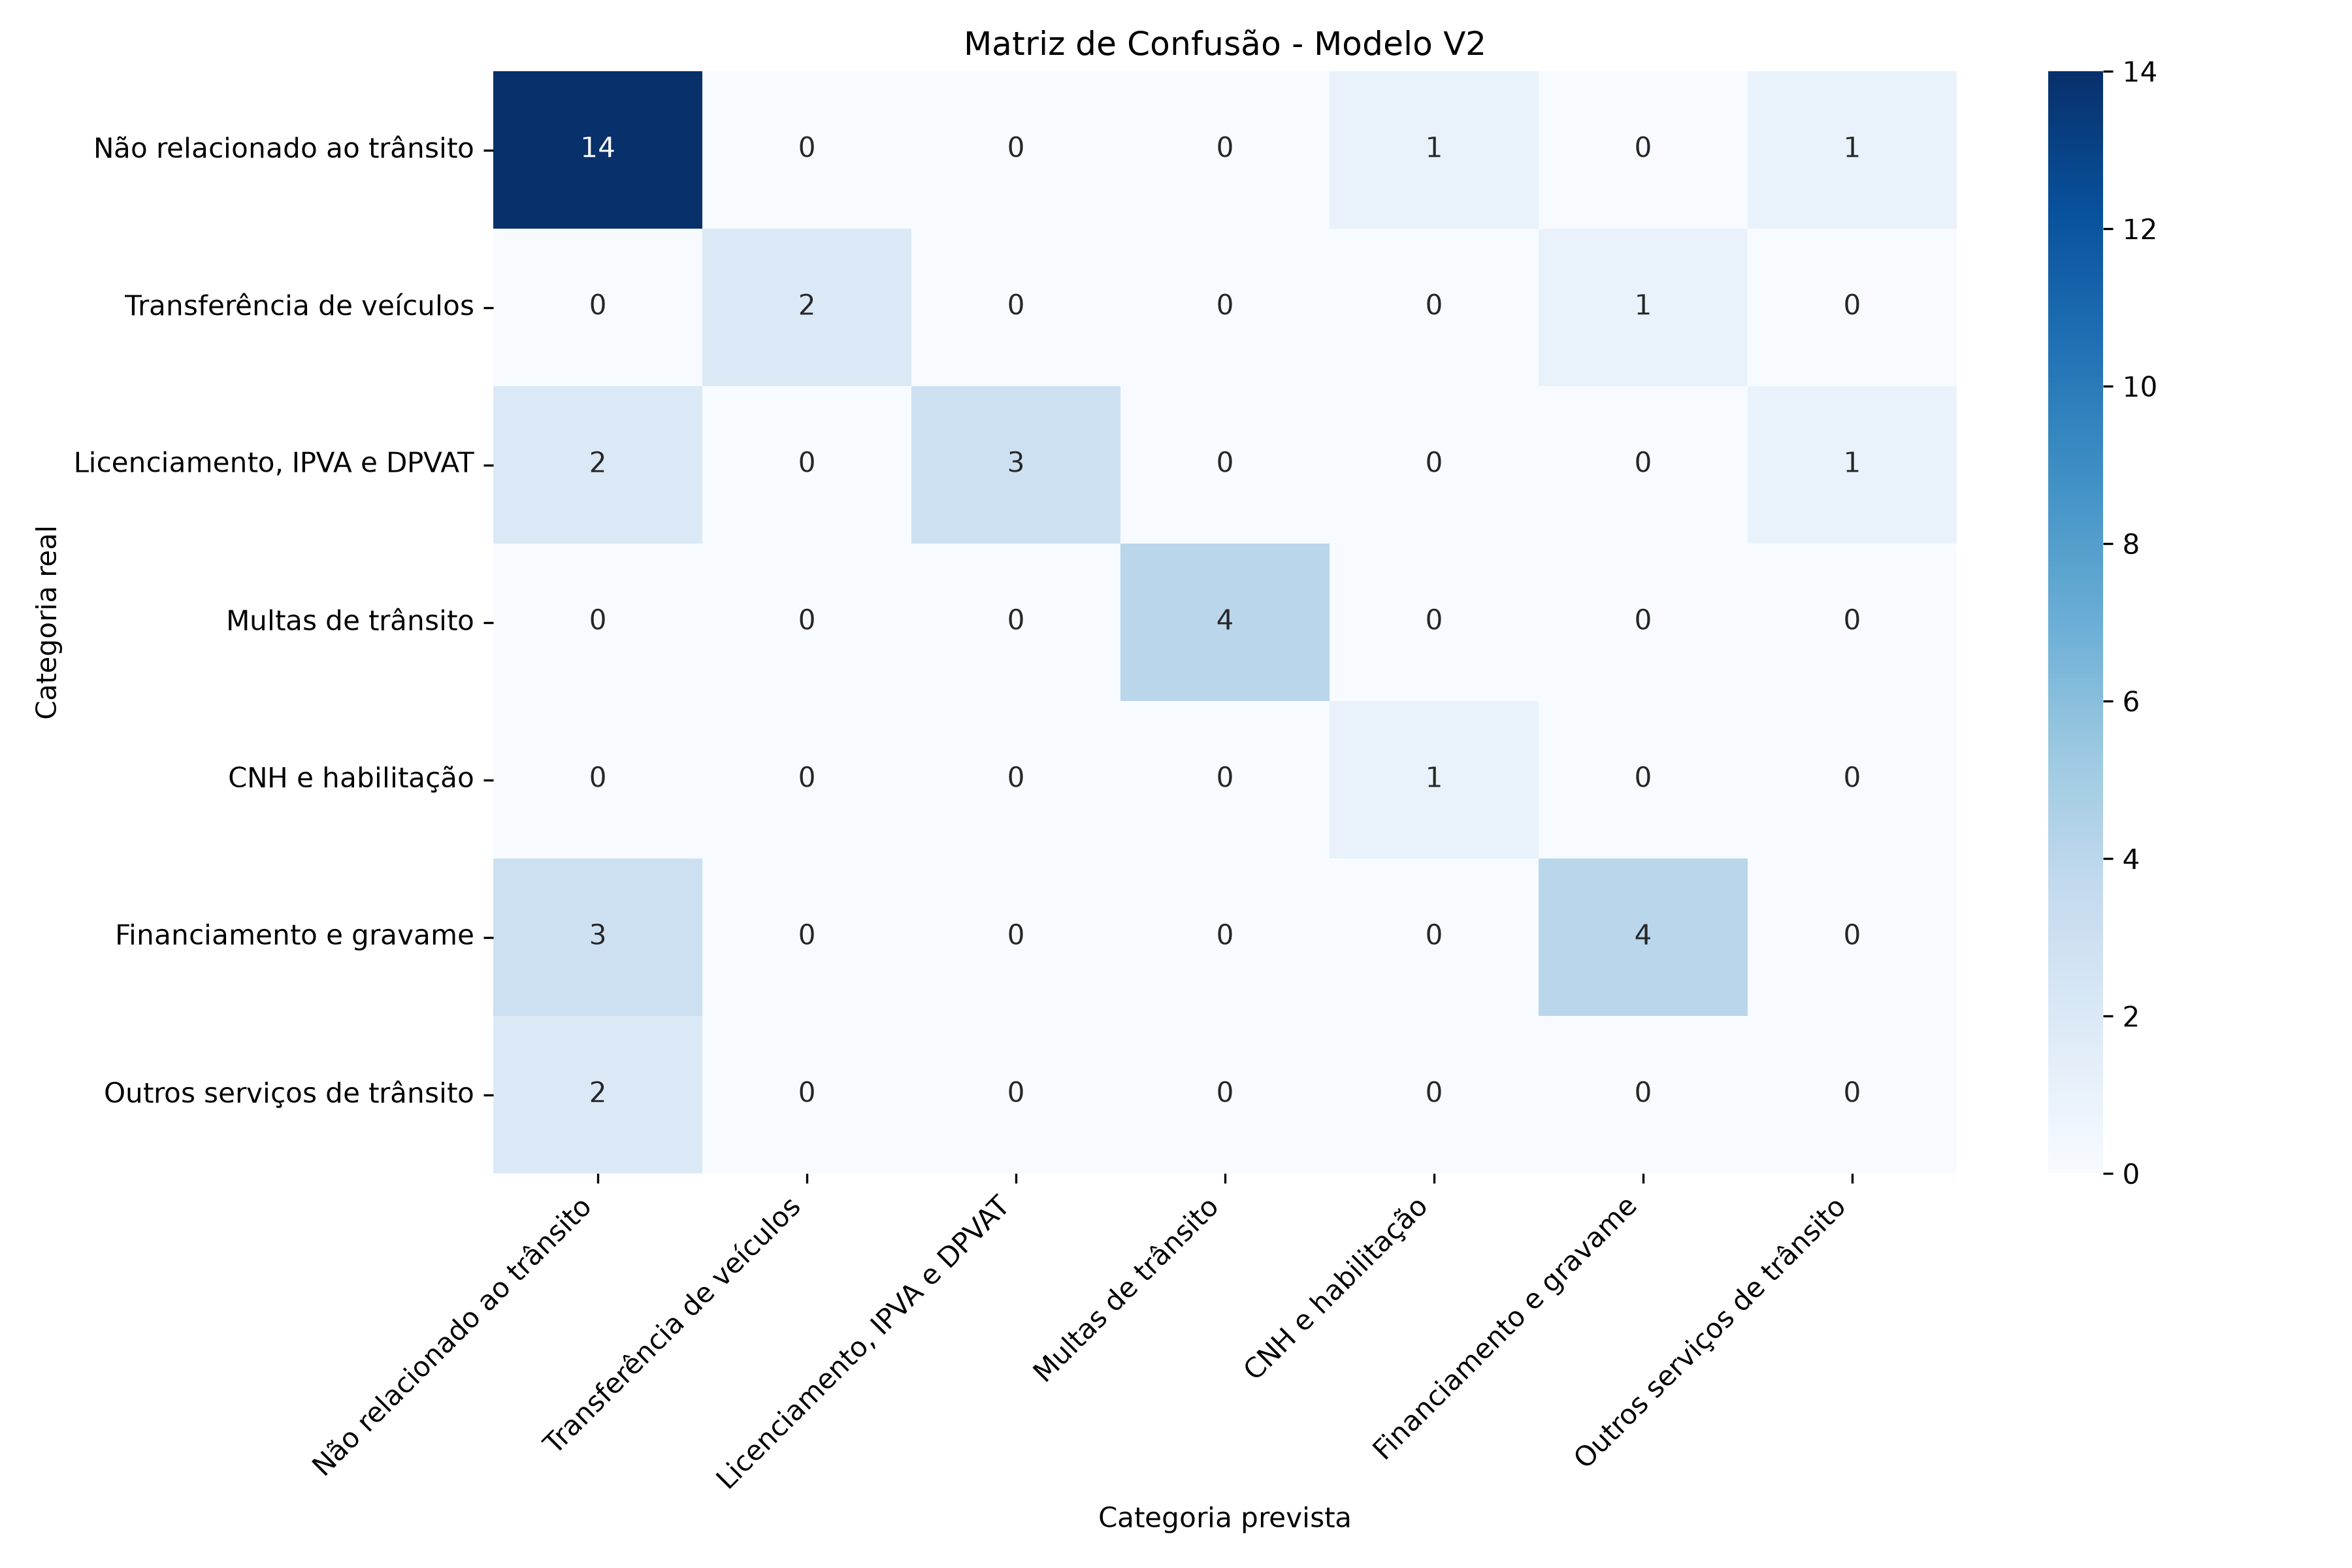 Matriz de Confusão - Modelo V2
Categoria real
Não relacionado ao trânsito 14 0 0 0 1 0 1
Transferência de veículos 0 2 0 0 0 1 0
Licenciamento, IPVA e DPVAT 2 0 3 0 0 0 1
Multas de trânsito 0 0 0 4 0 0 0
CNH e habilitação 0 0 0 0 1 0 0
Financiamento e gravame 3 0 0 0 0 4 0
Outros serviços de trânsito 2 0 0 0 0 0 0
Não relacionado ao trânsito
Transferência de veículos
Licenciamento, IPVA e DPVAT
Multas de trânsito
CNH e habilitação
Financiamento e gravame
Outros serviços de trânsito
Categoria prevista
14
12
10
8
6
4
2
0